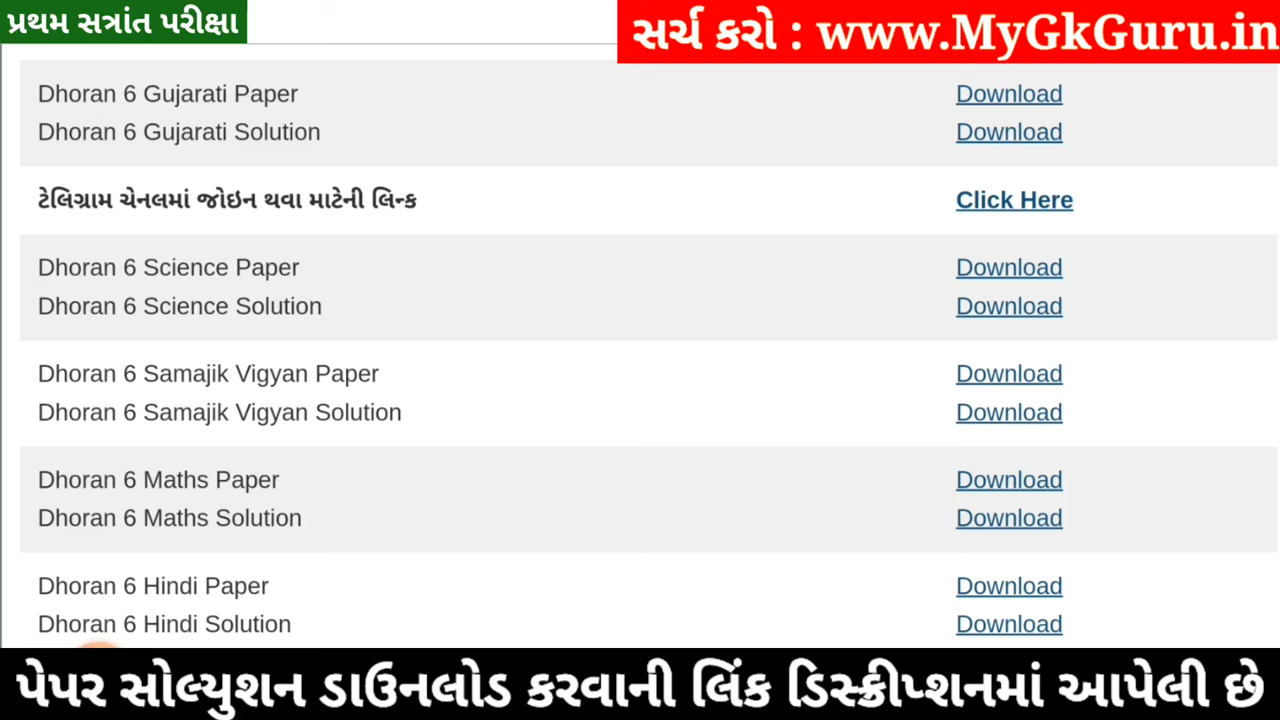 પ્રથમ સત્રાંત પરીક્ષા
સર્ચ કરો : www.MyGkGuru.in
Dhoran 6 Gujarati Paper Download
Dhoran 6 Gujarati Solution Download
ટેલિગ્રામ ચેનલમાં જોઇન થવા માટેની લિન્ક Click Here
Dhoran 6 Science Paper Download
Dhoran 6 Science Solution Download
Dhoran 6 Samajik Vigyan Paper Download
Dhoran 6 Samajik Vigyan Solution Download
Dhoran 6 Maths Paper Download
Dhoran 6 Maths Solution Download
Dhoran 6 Hindi Paper Download
Dhoran 6 Hindi Solution Download
પેપર સોલ્યુશન ડાઉનલોડ કરવાની લિંક ડિસ્ક્રીપ્શનમાં આપેલી છે